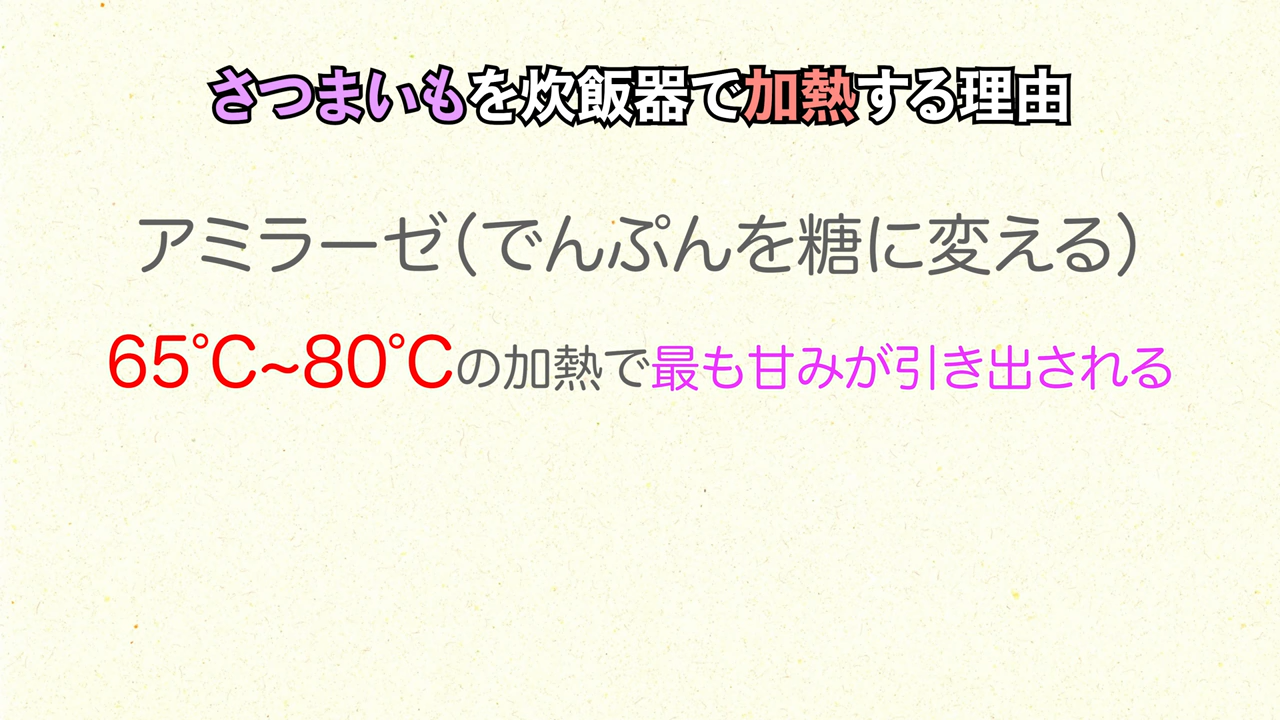 さつまいもを炊飯器で加熱する理由
アミラーゼ(でんぷんを糖に変える)
65℃~80℃の加熱で最も甘みが引き出される